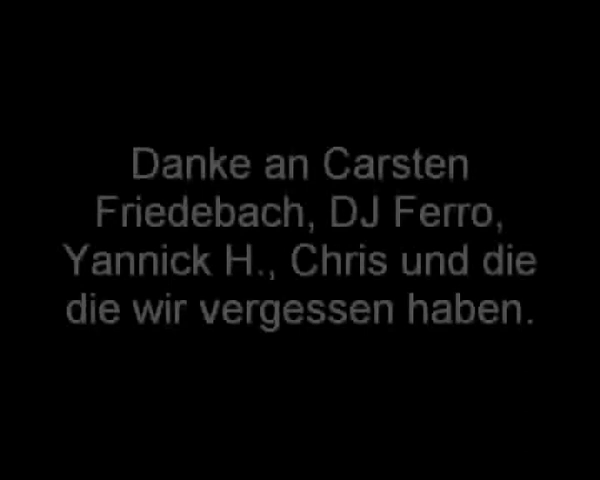 Danke an Carsten
Friedebach, DJ Ferro,
Yannick H., Chris und die
die wir vergessen haben.